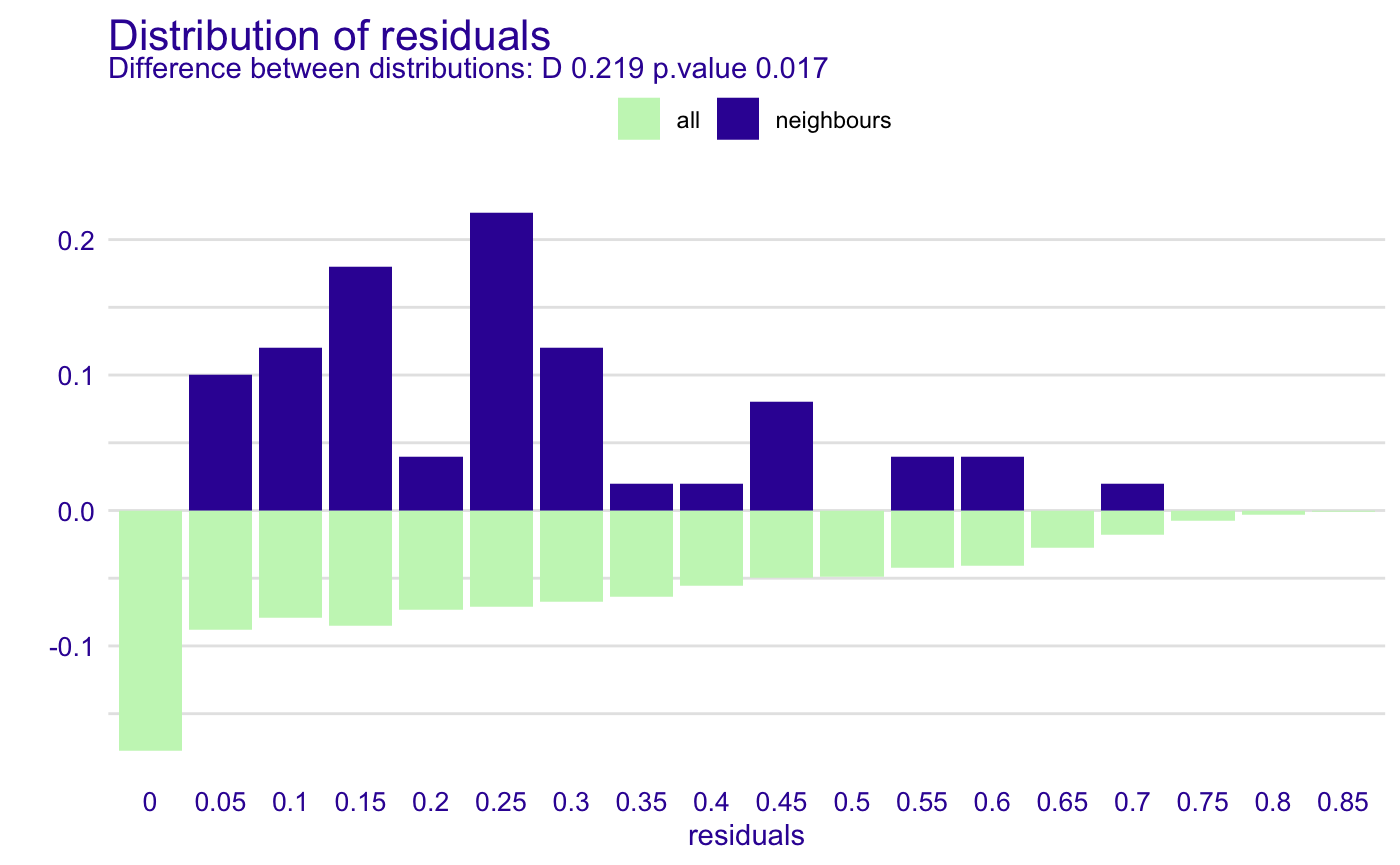 Distribution of residuals
Difference between distributions: D 0.219 p.value 0.017
all neighbours
0.2
0.1
0.0
-0.1
0 0.05 0.1 0.15 0.2 0.25 0.3 0.35 0.4 0.45 0.5 0.55 0.6 0.65 0.7 0.75 0.8 0.85
residuals